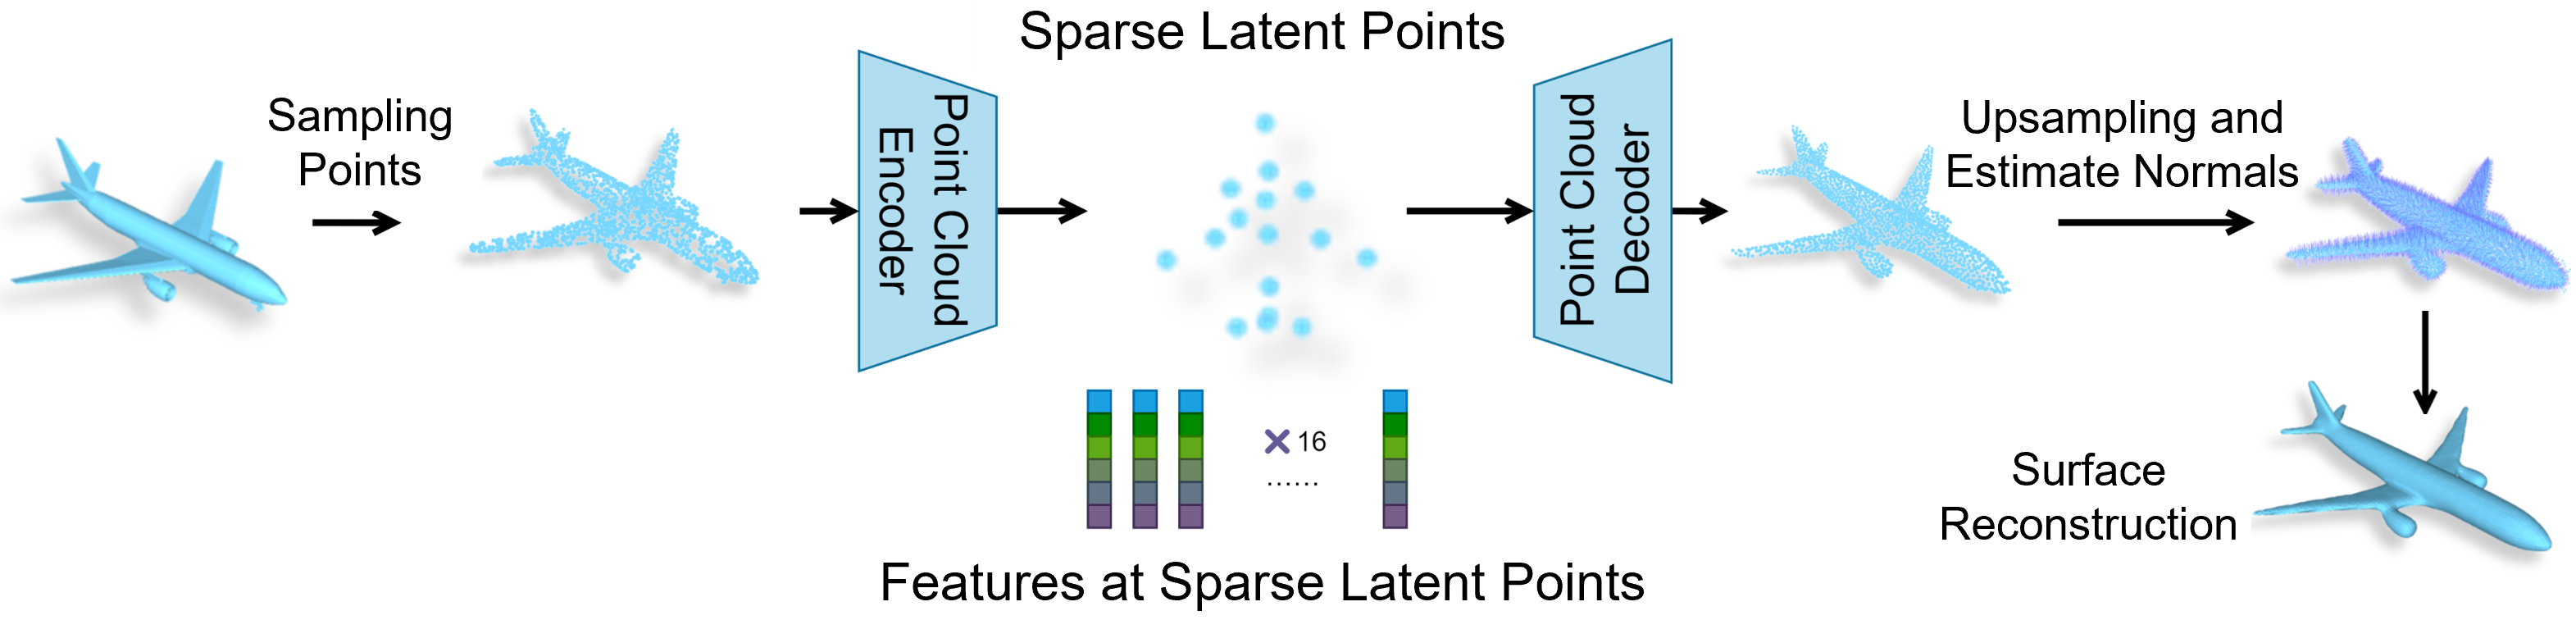 Sparse Latent Points
Sampling
Points
Point Cloud
Encoder
Point Cloud
Decoder
Upsampling and
Estimate Normals
16
......
Features at Sparse Latent Points
Surface
Reconstruction